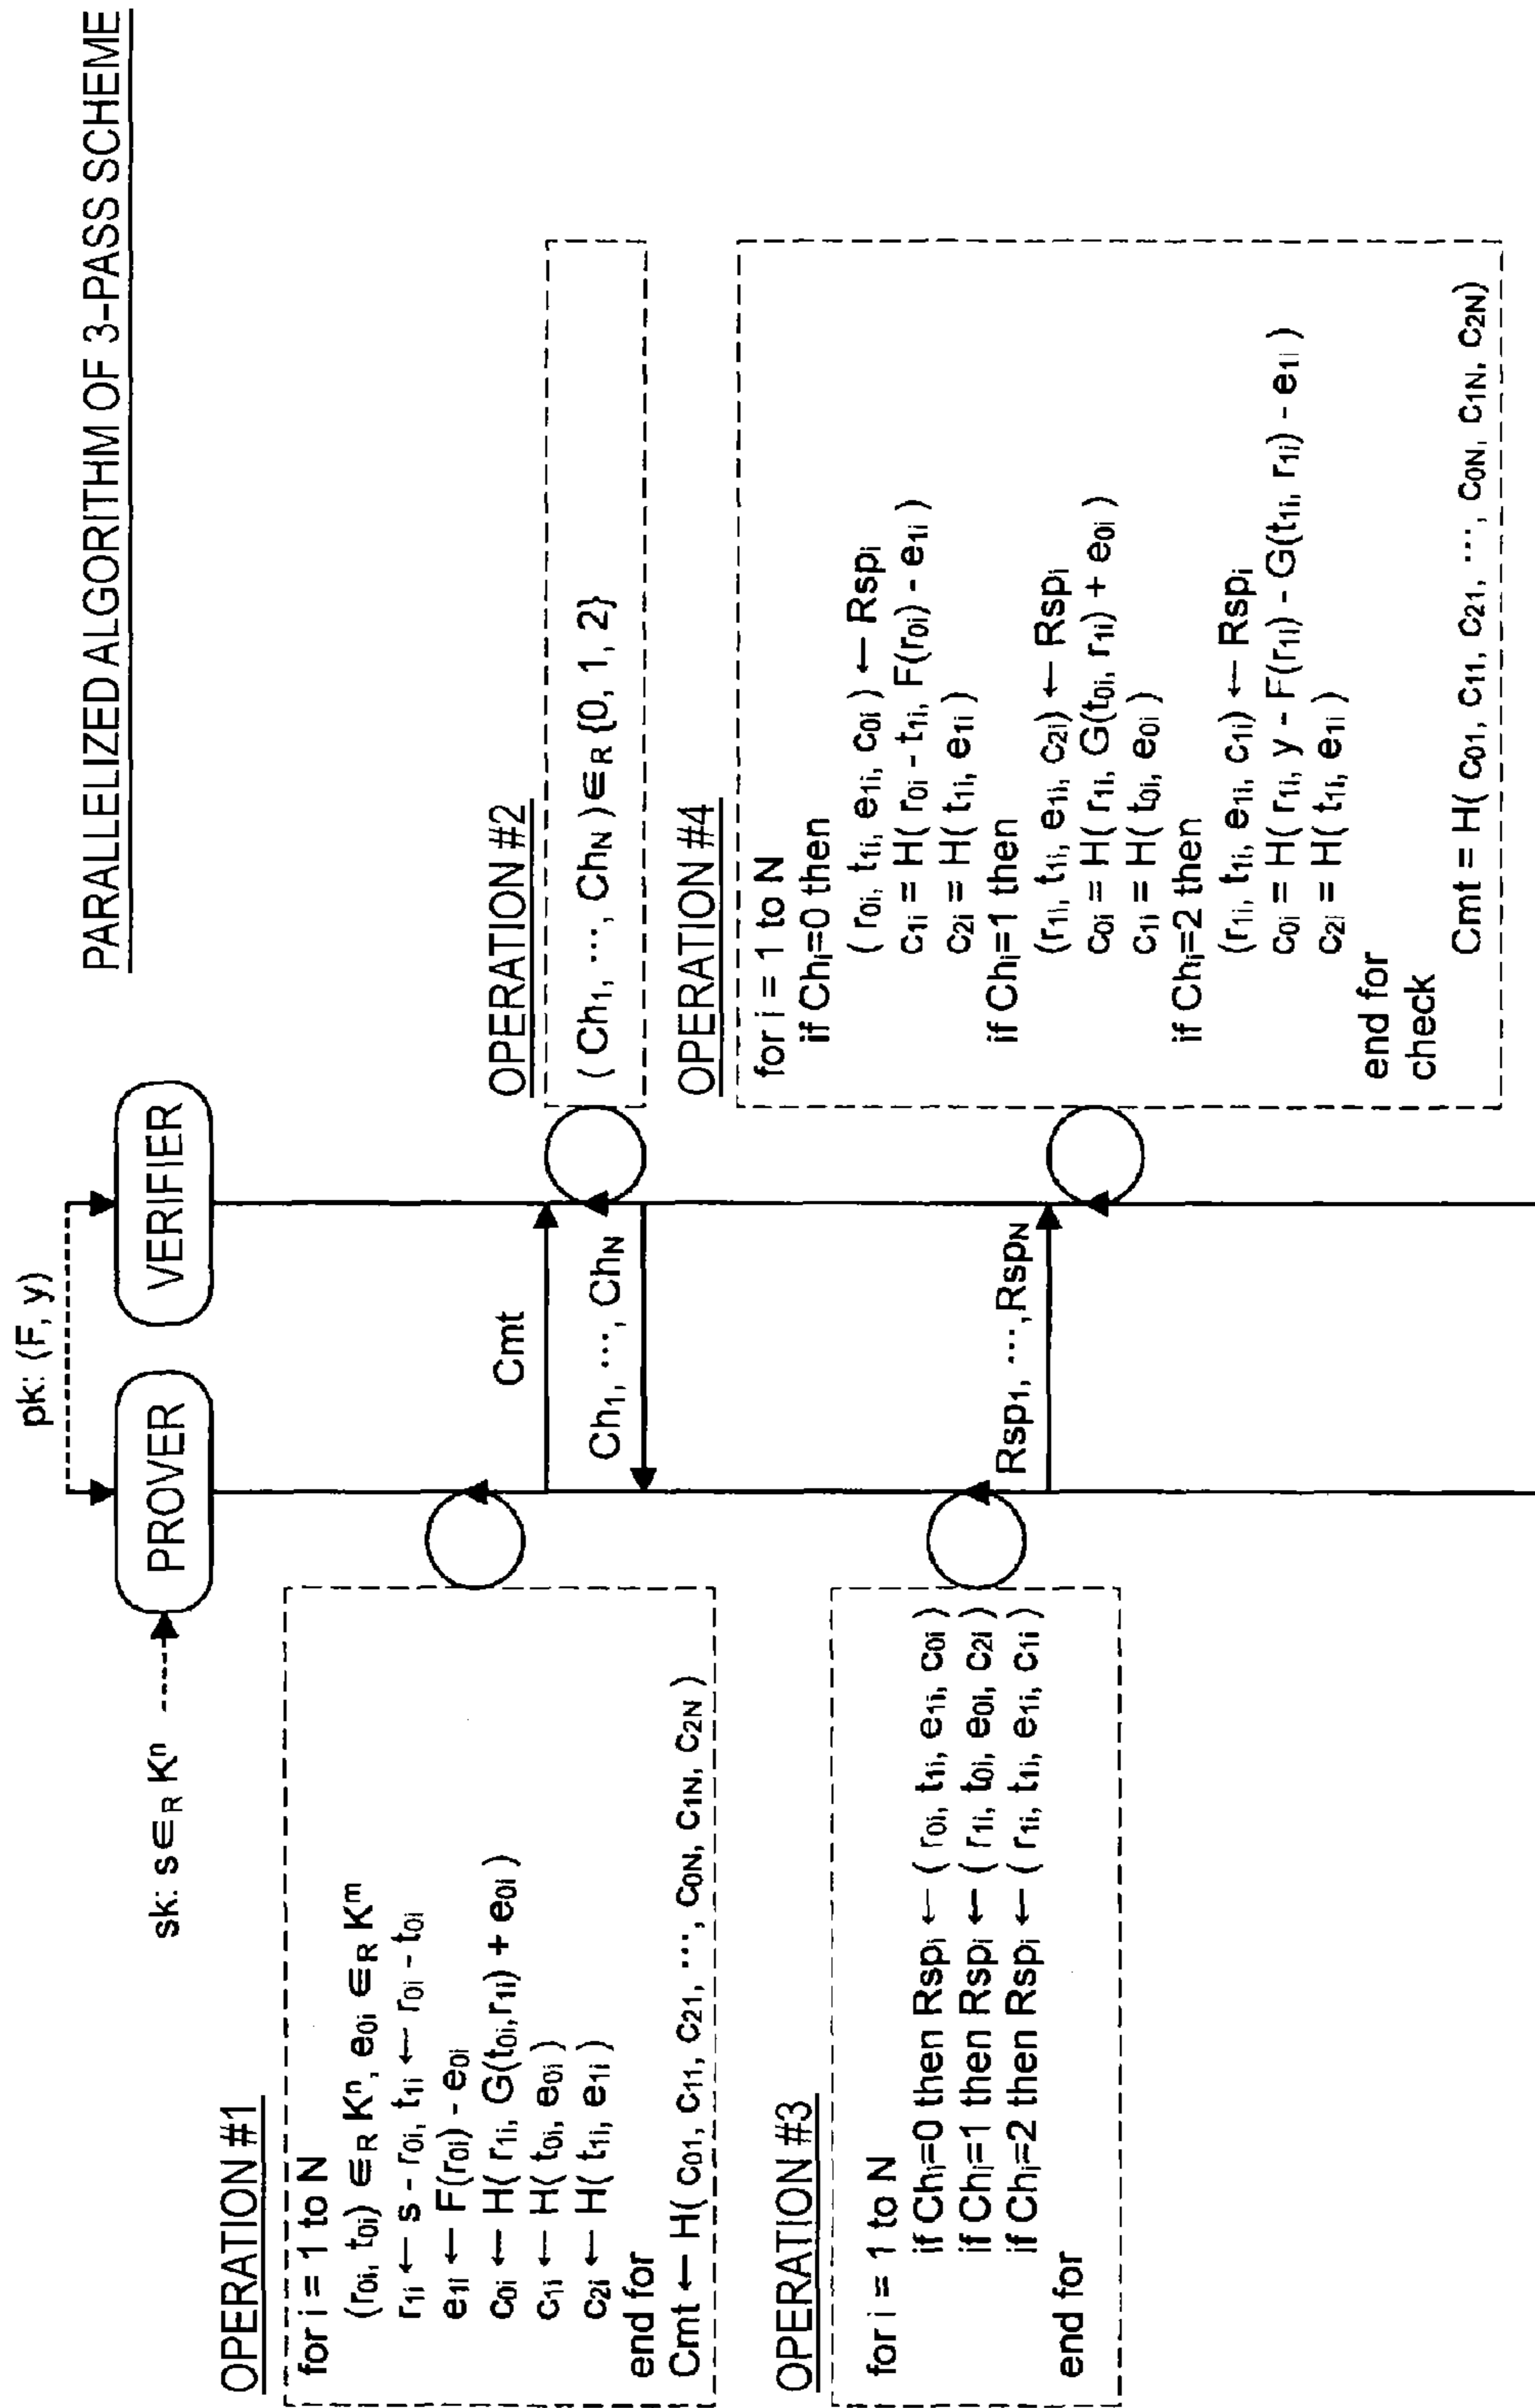 PARALLELIZED ALGORITHM OF 3-PASS SCHEME
pk: (F, y)
sk: s ∈R Kⁿ
PROVER
VERIFIER
OPERATION #1
for i = 1 to N
(r0i, t0i) ∈R Kⁿ, e0i ∈R Kᵐ
r1i ← s - r0i, t1i ← r0i - t0i
e1i ← F(r0i) - e0i
c0i ← H( r1i, G(t0i,r1i) + e0i )
c1i ← H( t0i, e0i )
c2i ← H( t1i, e1i )
end for
Cmt ← H( c01, c11, c21, ···, c0N, c1N, c2N )
Cmt
OPERATION #2
( Ch1, ···, ChN ) ∈R {0, 1, 2}
Ch1, ···, ChN
OPERATION #3
for i = 1 to N
if Chi=0 then Rspi ← ( r0i, t1i, e1i, c0i )
if Chi=1 then Rspi ← ( r1i, t0i, e0i, c2i )
if Chi=2 then Rspi ← ( r1i, t1i, e1i, c1i )
end for
Rsp1, ···,RspN
OPERATION #4
for i = 1 to N
if Chi=0 then
( r0i, t1i, e1i, c0i ) ← Rspi
c1i = H( r0i - t1i, F(r0i) - e1i )
c2i = H( t1i, e1i )
if Chi=1 then
(r1i, t1i, e1i, c2i) ← Rspi
c0i = H( r1i, G(t0i, r1i) + e0i )
c1i = H( t0i, e0i )
if Chi=2 then
(r1i, t1i, e1i, c1i) ← Rspi
c0i = H( r1i, y - F(r1i) - G(t1i, r1i) - e1i )
c2i = H( t1i, e1i )
end for
check
Cmt = H( c01, c11, c21, ···, c0N, c1N, c2N)